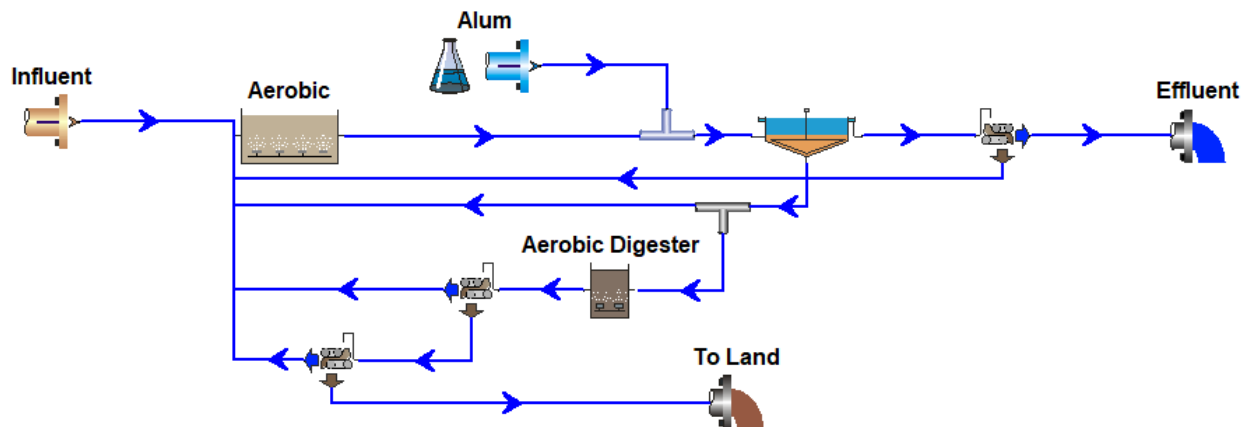 Alum
Influent
Aerobic
Effluent
Aerobic Digester
To Land